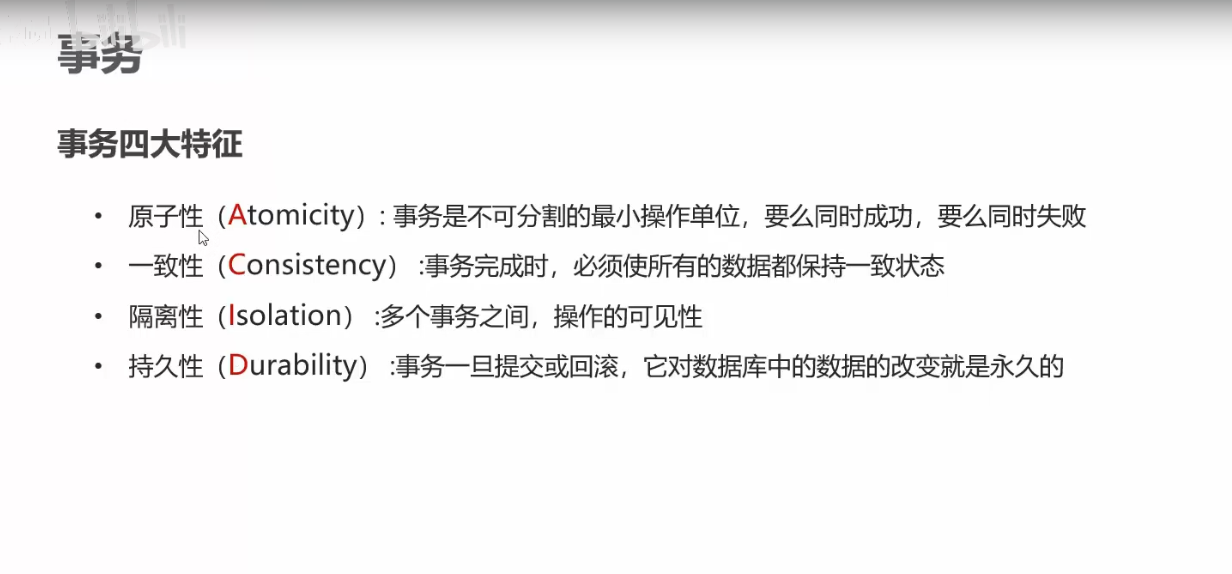 事务
事务四大特征
• 原子性（Atomicity）: 事务是不可分割的最小操作单位，要么同时成功，要么同时失败
• 一致性（Consistency） :事务完成时，必须使所有的数据都保持一致状态
• 隔离性（Isolation） :多个事务之间，操作的可见性
• 持久性（Durability） :事务一旦提交或回滚，它对数据库中的数据的改变就是永久的